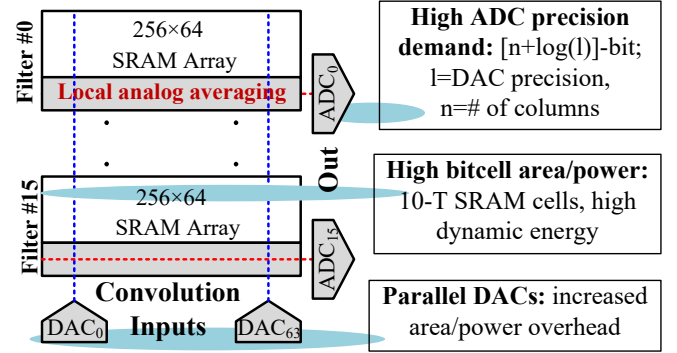 Filter #0
256×64
SRAM Array
Local analog averaging
ADC0
High ADC precision
demand: [n+log(l)]-bit;
l=DAC precision,
n=# of columns
Out
Filter #15
256×64
SRAM Array
ADC15
High bitcell area/power:
10-T SRAM cells, high
dynamic energy
Convolution
Inputs
DAC0
DAC63
Parallel DACs: increased
area/power overhead